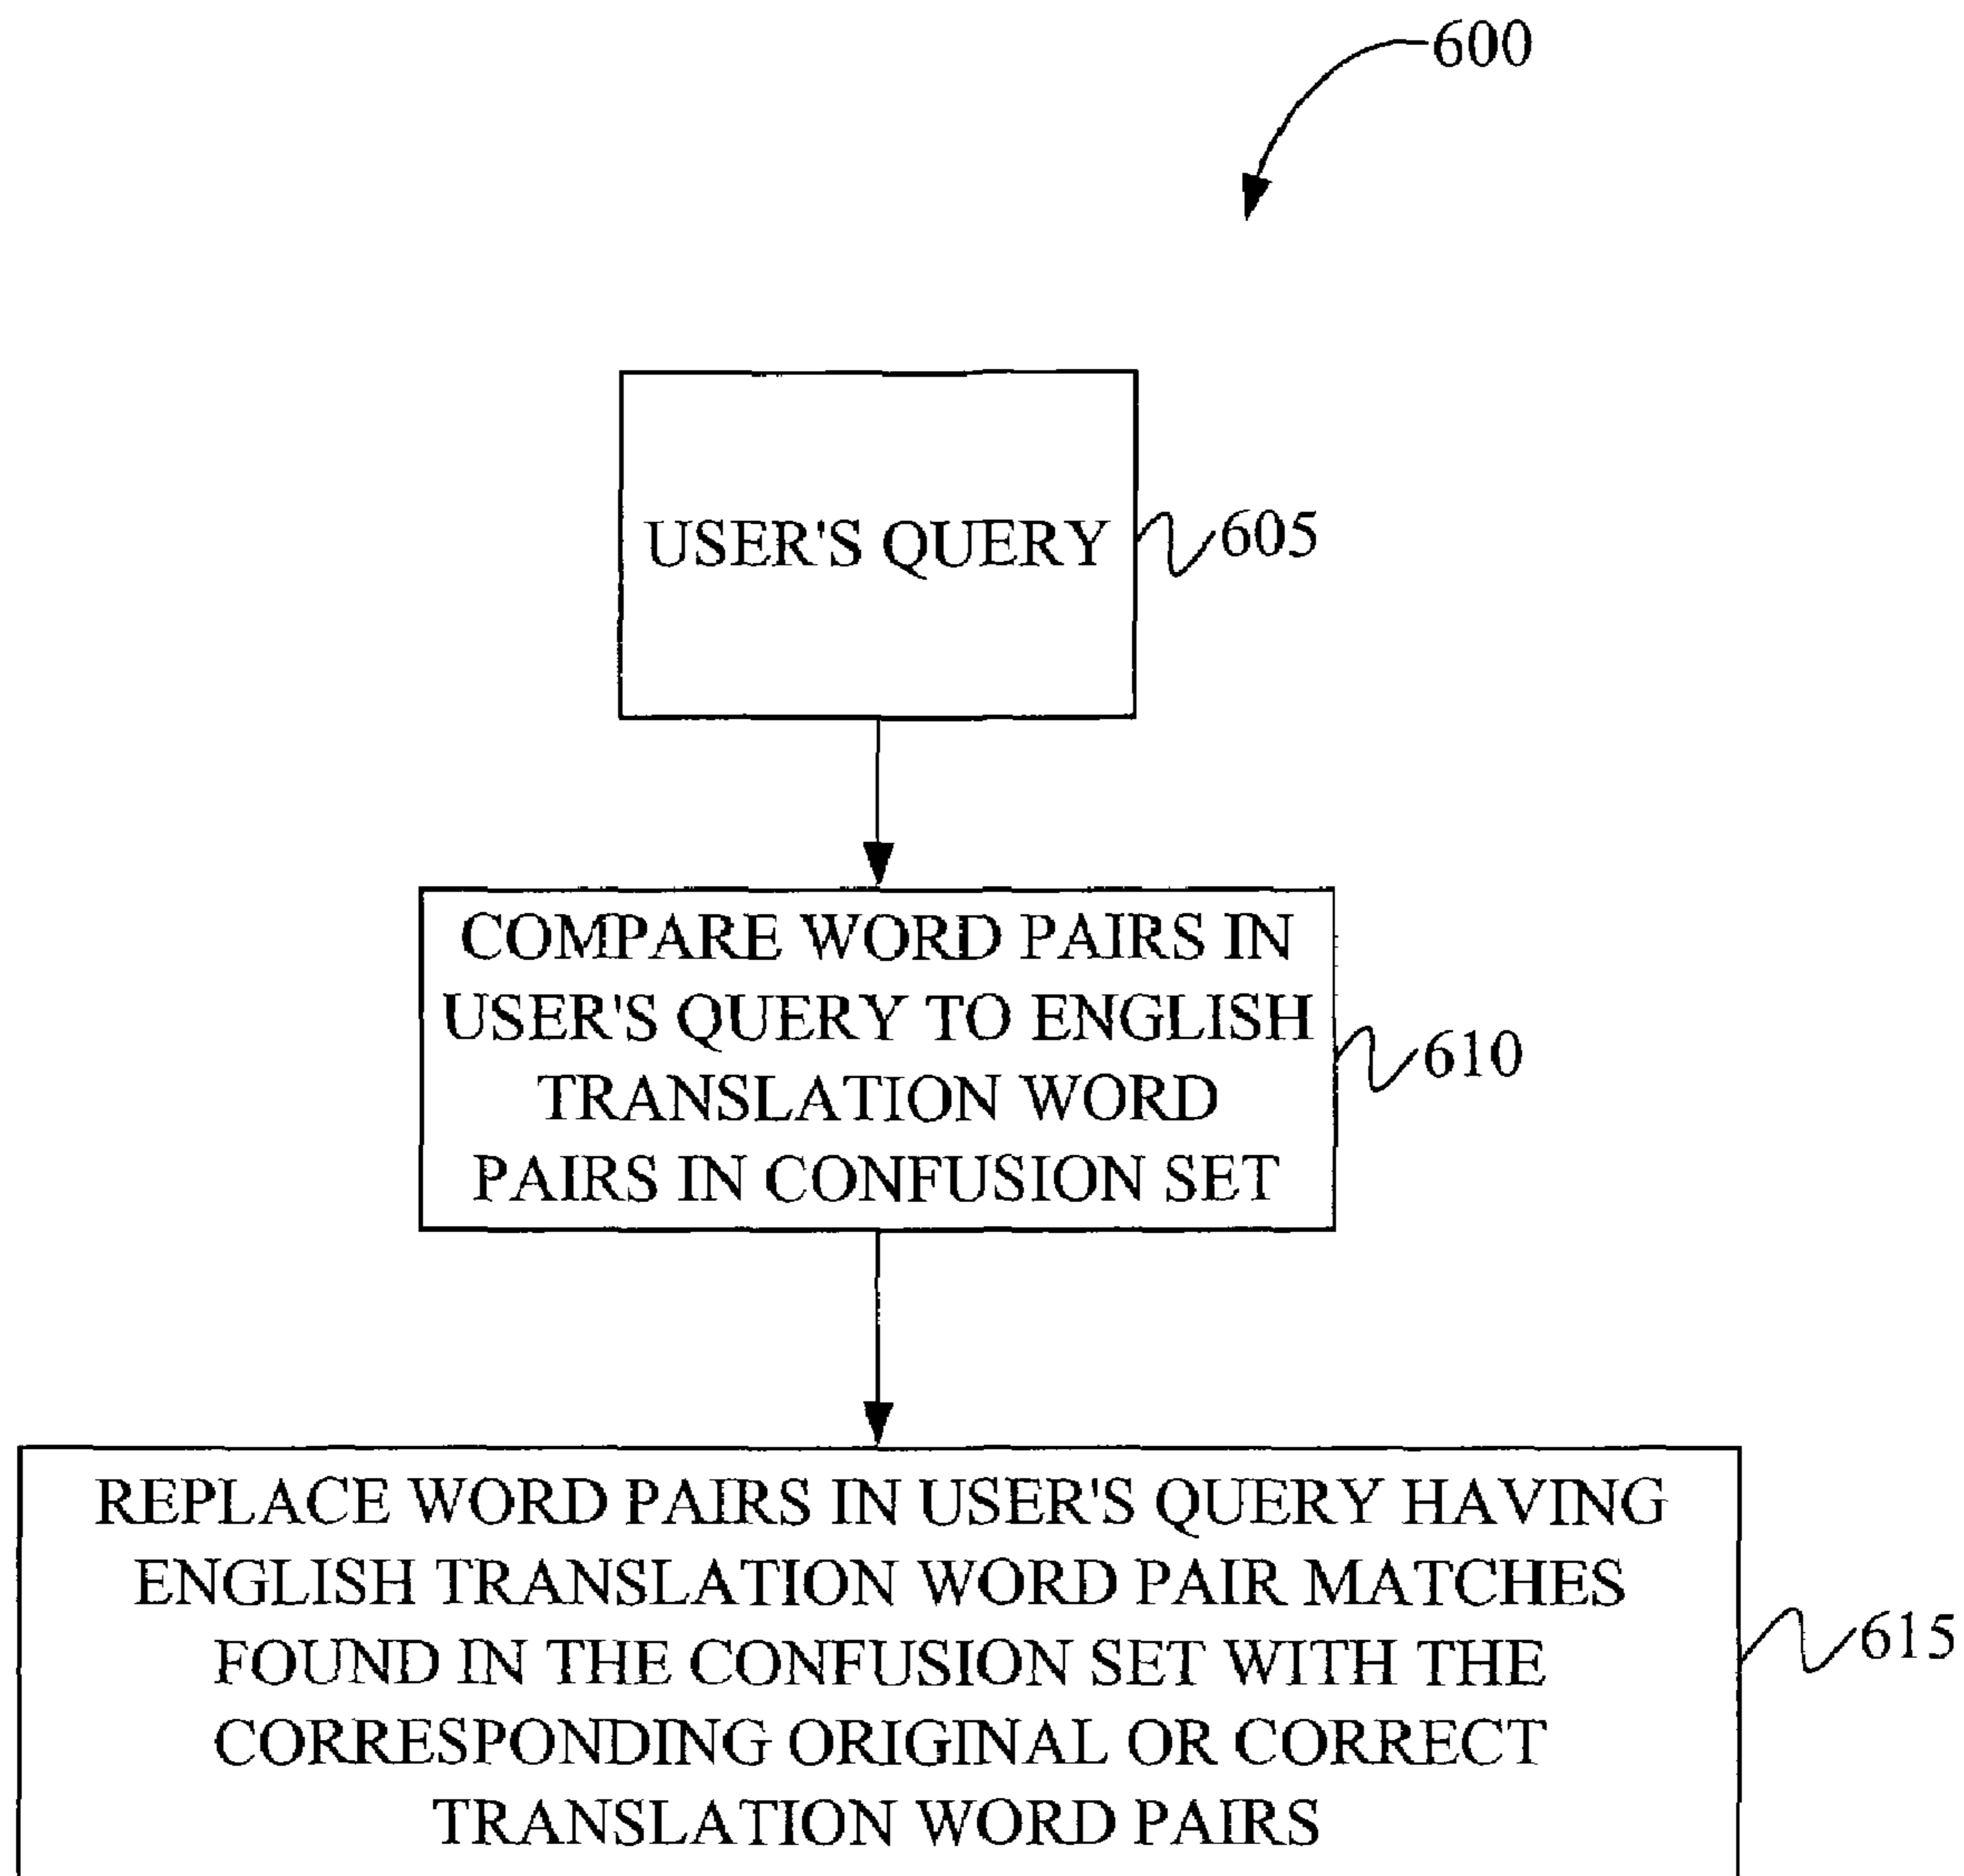 600
USER'S QUERY
605
COMPARE WORD PAIRS IN
USER'S QUERY TO ENGLISH
TRANSLATION WORD
PAIRS IN CONFUSION SET
610
REPLACE WORD PAIRS IN USER'S QUERY HAVING
ENGLISH TRANSLATION WORD PAIR MATCHES
FOUND IN THE CONFUSION SET WITH THE
CORRESPONDING ORIGINAL OR CORRECT
TRANSLATION WORD PAIRS
615